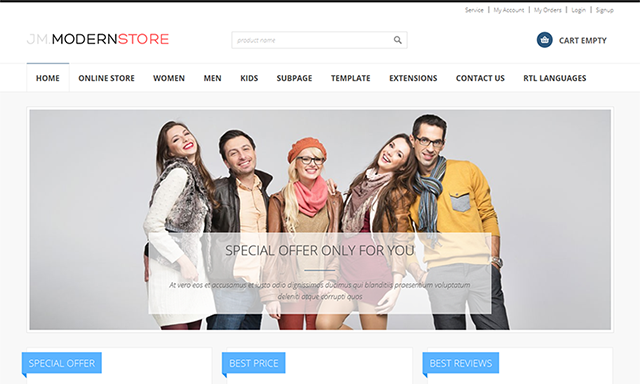 Service | My Account | My Orders | Login | Signup
JM MODERNSTORE
product name
CART EMPTY
HOME ONLINE STORE WOMEN MEN KIDS SUBPAGE TEMPLATE EXTENSIONS CONTACT US RTL LANGUAGES
SPECIAL OFFER ONLY FOR YOU
At vero eos et accusamus et iusto odio dignissimos ducimus qui blanditiis praesentium voluptatum
deleniti atque corrupti quos
SPECIAL OFFER
BEST PRICE
BEST REVIEWS